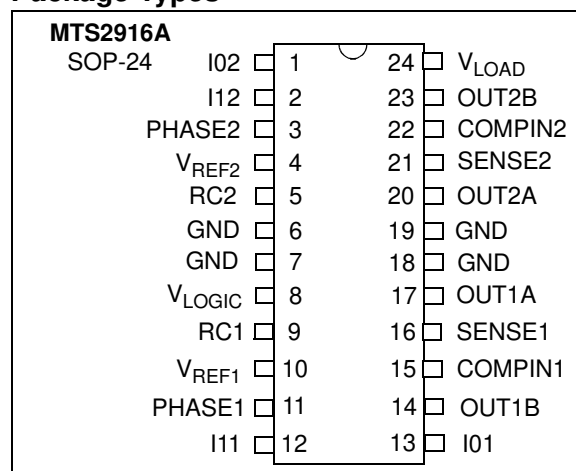 Package Types
MTS2916A
SOP-24 I02 1 24 VLOAD
I12 2 23 OUT2B
PHASE2 3 22 COMPIN2
VREF2 4 21 SENSE2
RC2 5 20 OUT2A
GND 6 19 GND
GND 7 18 GND
VLOGIC 8 17 OUT1A
RC1 9 16 SENSE1
VREF1 10 15 COMPIN1
PHASE1 11 14 OUT1B
I11 12 13 I01